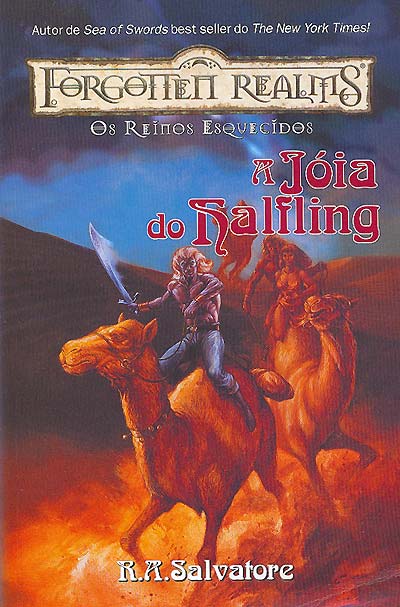 Autor de Sea of Swords best seller do The New York Times!
FORGOTTEN REALMS®
OS REINOS ESQUECIDOS
A Jóia
do Halfling
R.A.Salvatore